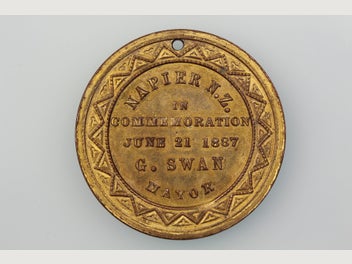 NAPIER N.Z.
IN
COMMEMORATION
JUNE 21 1887
G. SWAN
MAYOR